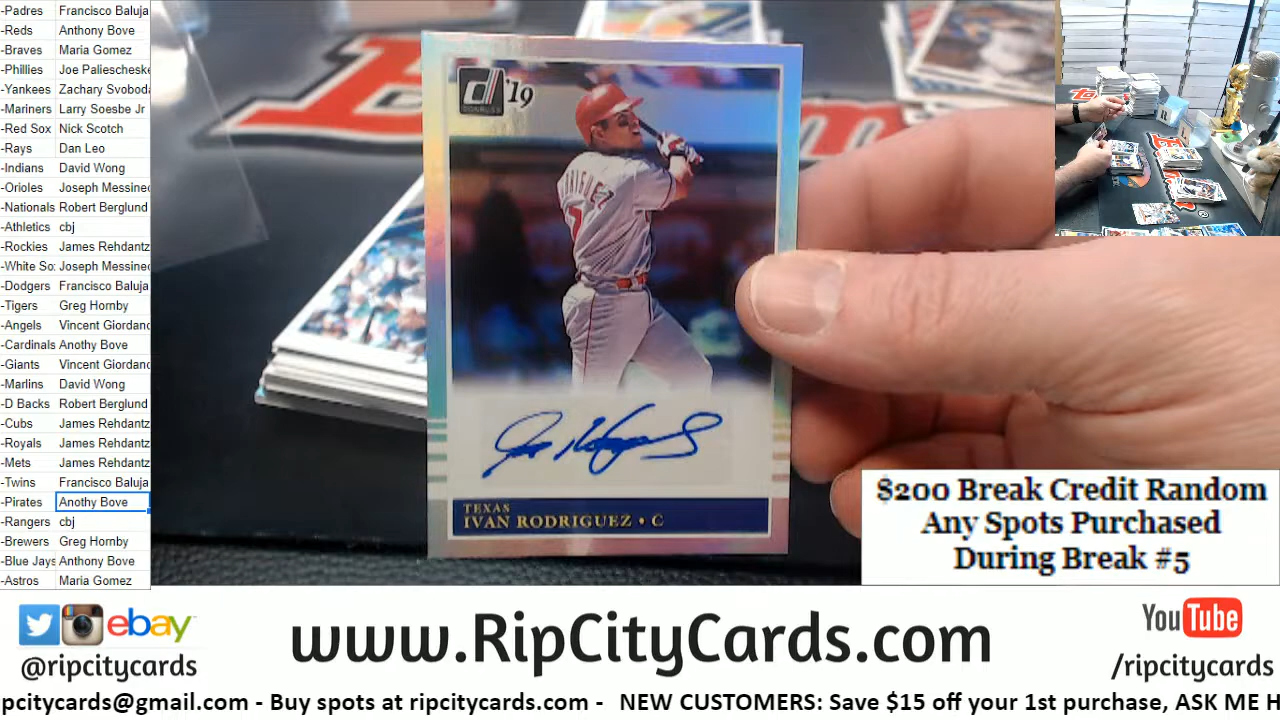 -Padres Francisco Baluja
-Reds Anthony Bove
-Braves Maria Gomez
-Phillies Joe Paliescheske
-Yankees Zachary Svoboda
-Mariners Larry Soesbe Jr
-Red Sox Nick Scotch
-Rays Dan Leo
-Indians David Wong
-Orioles Joseph Messineo
-Nationals Robert Berglund
-Athletics cbj
-Rockies James Rehdantz
-White So Joseph Messineo
-Dodgers Francisco Baluja
-Tigers Greg Hornby
-Angels Vincent Giordano
-Cardinals Anothy Bove
-Giants Vincent Giordano
-Marlins David Wong
-D Backs Robert Berglund
-Cubs James Rehdantz
-Royals James Rehdantz
-Mets James Rehdantz
-Twins Francisco Baluja
-Pirates Anothy Bove
-Rangers cbj
-Brewers Greg Hornby
-Blue Jays Anthony Bove
-Astros Maria Gomez
d '19
DONRUSS
RODRIGUEZ
7
TEXAS
IVAN RODRIGUEZ • C
$200 Break Credit Random
Any Spots Purchased
During Break #5
ebay
@ripcitycards
www.RipCityCards.com
YouTube
/ripcitycards
pcitycards@gmail.com - Buy spots at ripcitycards.com - NEW CUSTOMERS: Save $15 off your 1st purchase, ASK ME H